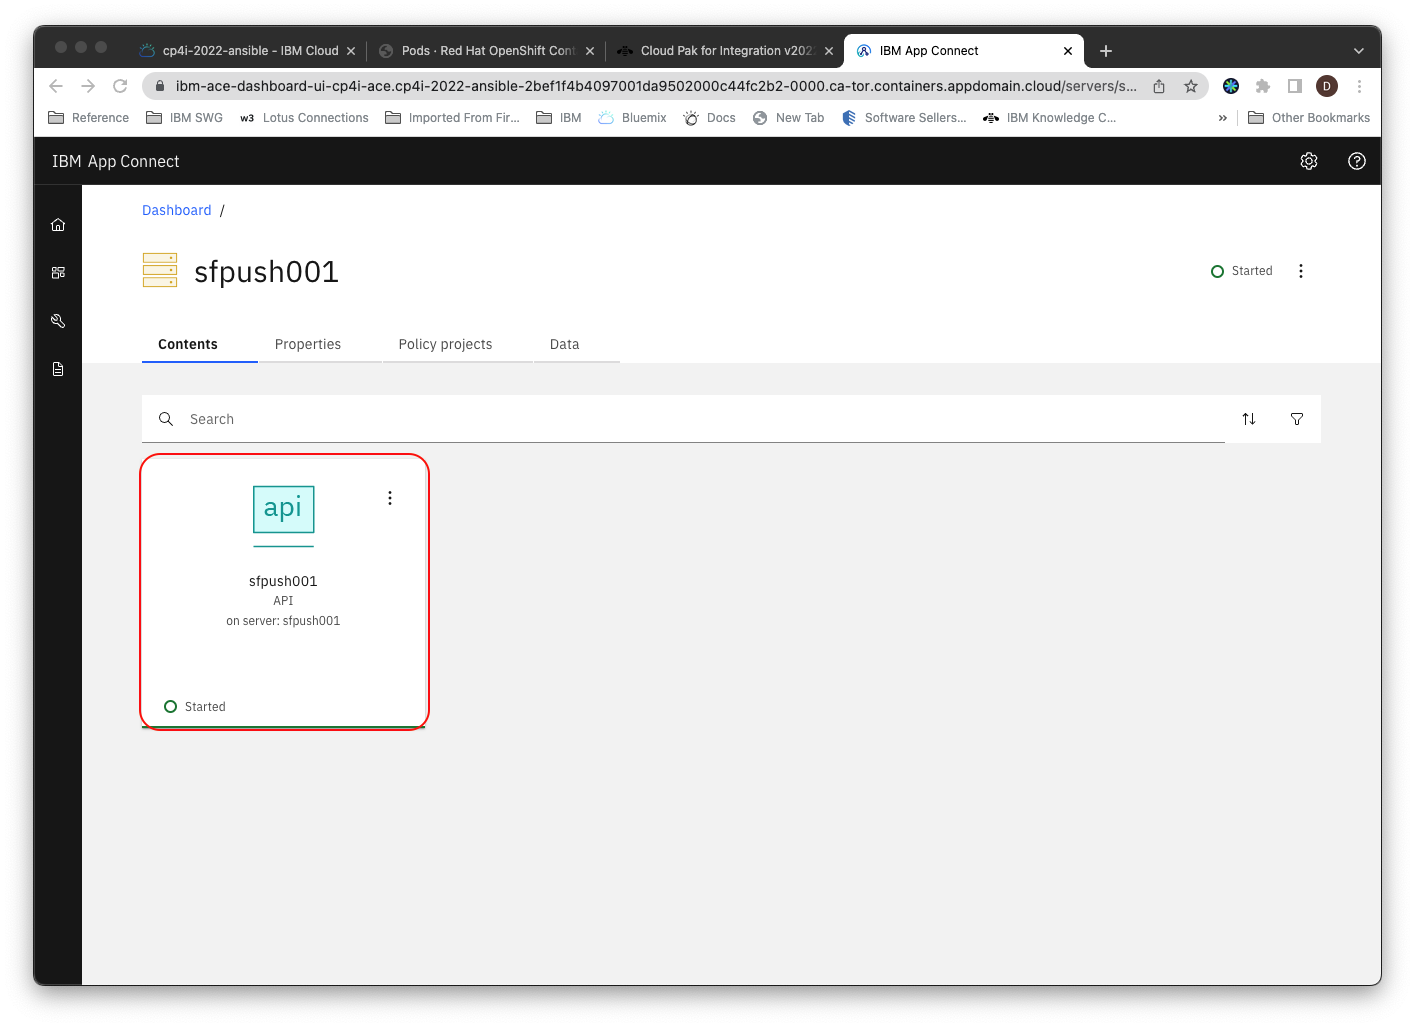 cp4i-2022-ansible - IBM Cloud
Pods · Red Hat OpenShift Cont
Cloud Pak for Integration v202
IBM App Connect
ibm-ace-dashboard-ui-cp4i-ace.cp4i-2022-ansible-2bef1f4b4097001da9502000c44fc2b2-0000.ca-tor.containers.appdomain.cloud/servers/s...
D
Reference
IBM SWG
w3 Lotus Connections
Imported From Fir...
IBM
Bluemix
Docs
New Tab
Software Sellers...
IBM Knowledge C...
»
Other Bookmarks
IBM App Connect
Dashboard /
sfpush001
Started
Contents
Properties
Policy projects
Data
Search
api
sfpush001
API
on server: sfpush001
Started